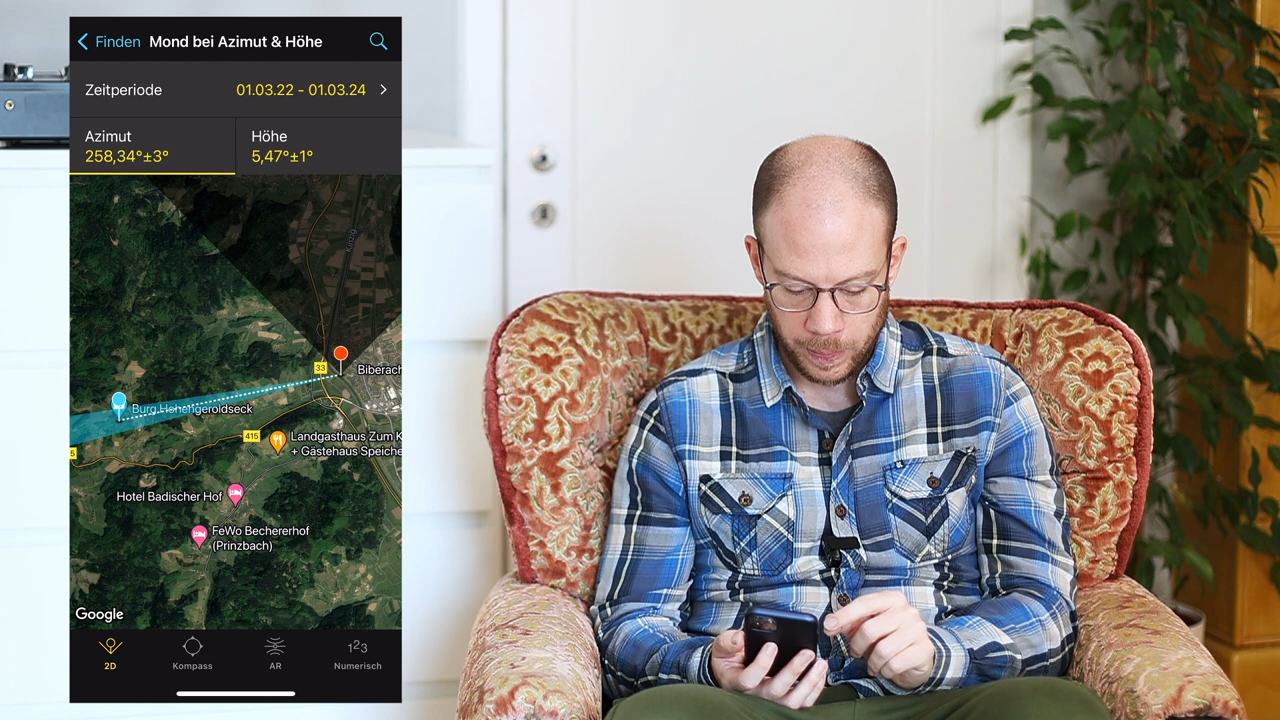 Finden Mond bei Azimut & Höhe
Zeitperiode 01.03.22 - 01.03.24
Azimut
258,34°±3°
Höhe
5,47°±1°
Kinzig
33
Biberach
Burg Hohengeroldseck
415
Landgasthaus Zum K
+ Gästehaus Speiche
5
Hotel Badischer Hof
FeWo Bechererhof
(Prinzbach)
Google
2D
Kompass
AR
123
Numerisch